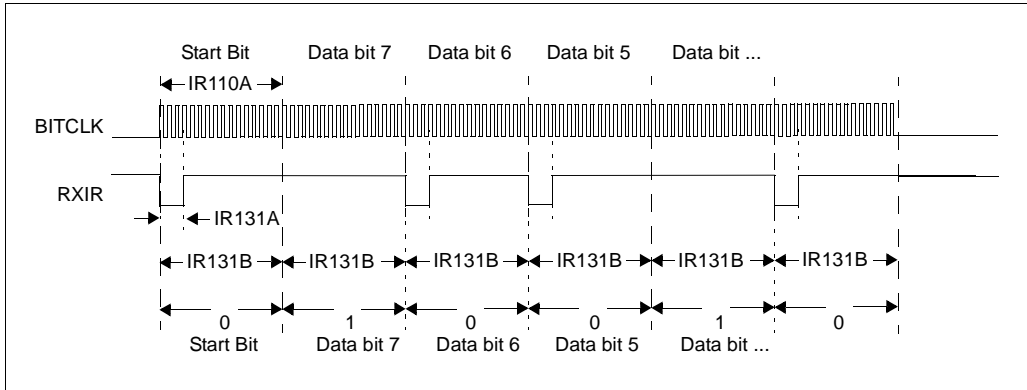 Start Bit Data bit 7 Data bit 6 Data bit 5 Data bit ...
IR110A
BITCLK
RXIR
IR131A
IR131B IR131B IR131B IR131B IR131B IR131B
0 1 0 0 1 0
Start Bit Data bit 7 Data bit 6 Data bit 5 Data bit ...